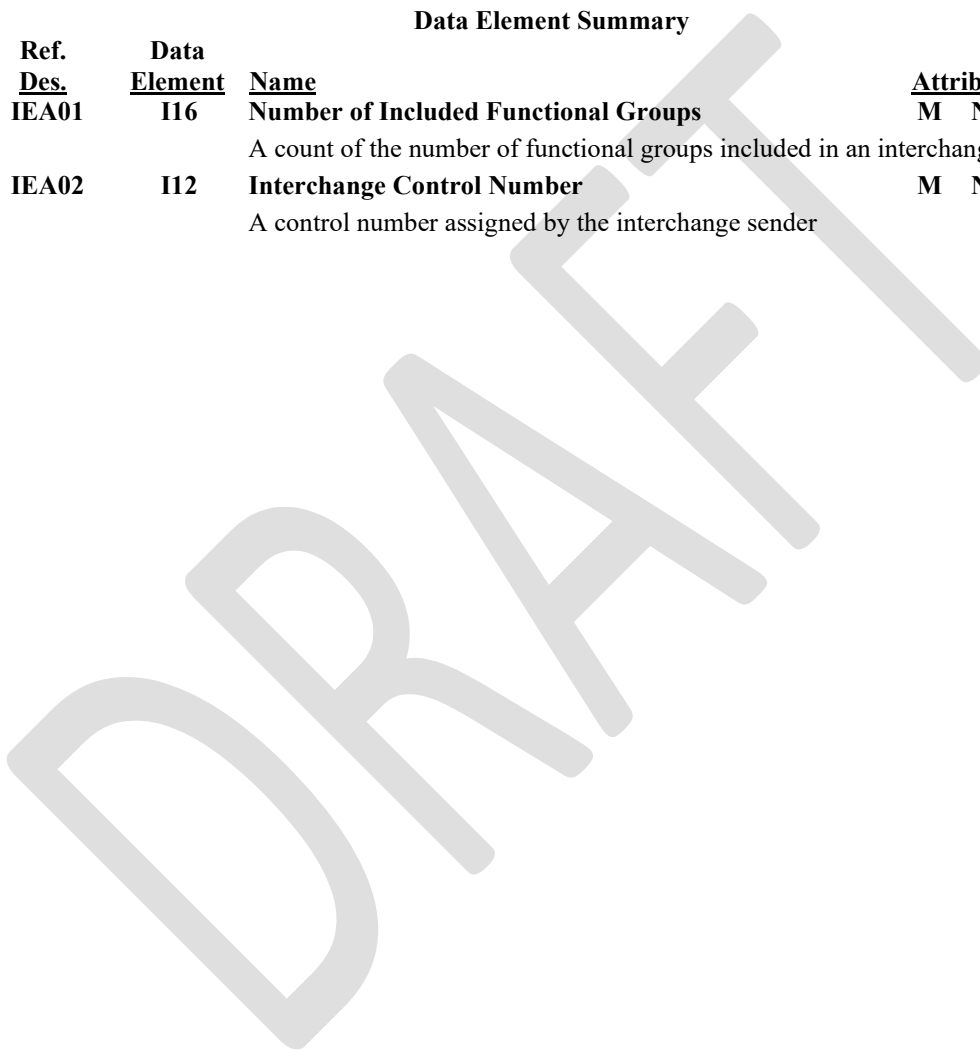 Data Element Summary
Ref. Data
Des. Element Name
IEA01 I16 Number of Included Functional Groups M
A count of the number of functional groups included in an
IEA02 I12 Interchange Control Number M
A control number assigned by the interchange sender
DRAFT